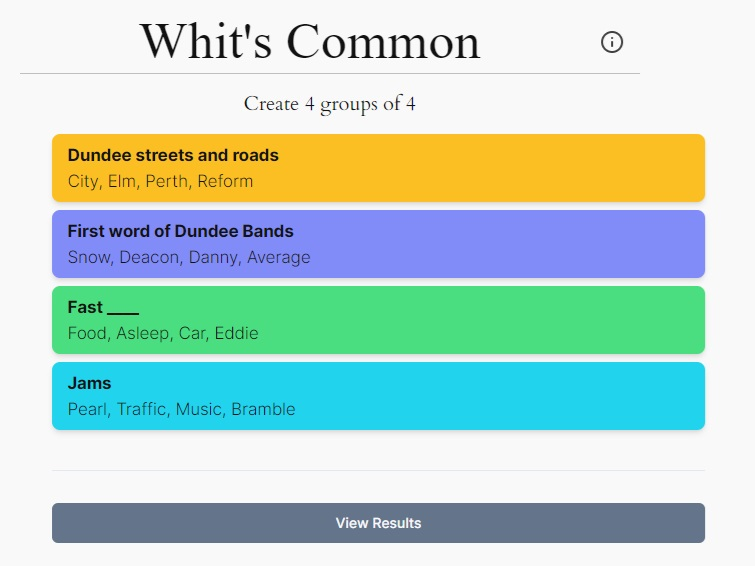 Whit's Common
Create 4 groups of 4
Dundee streets and roads
City, Elm, Perth, Reform
First word of Dundee Bands
Snow, Deacon, Danny, Average
Fast ____
Food, Asleep, Car, Eddie
Jams
Pearl, Traffic, Music, Bramble
View Results